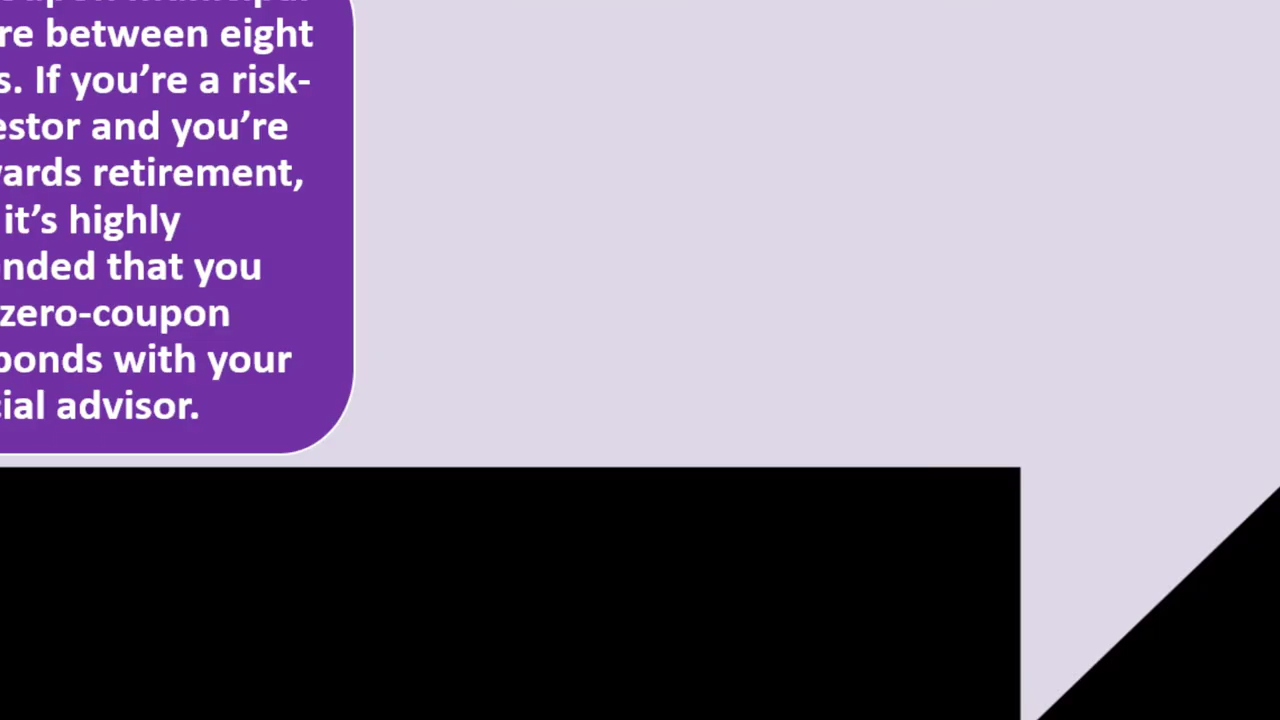 re between eight
s. If you’re a risk-
estor and you’re
ards retirement,
it’s highly
nded that you
zero-coupon
bonds with your
cial advisor.